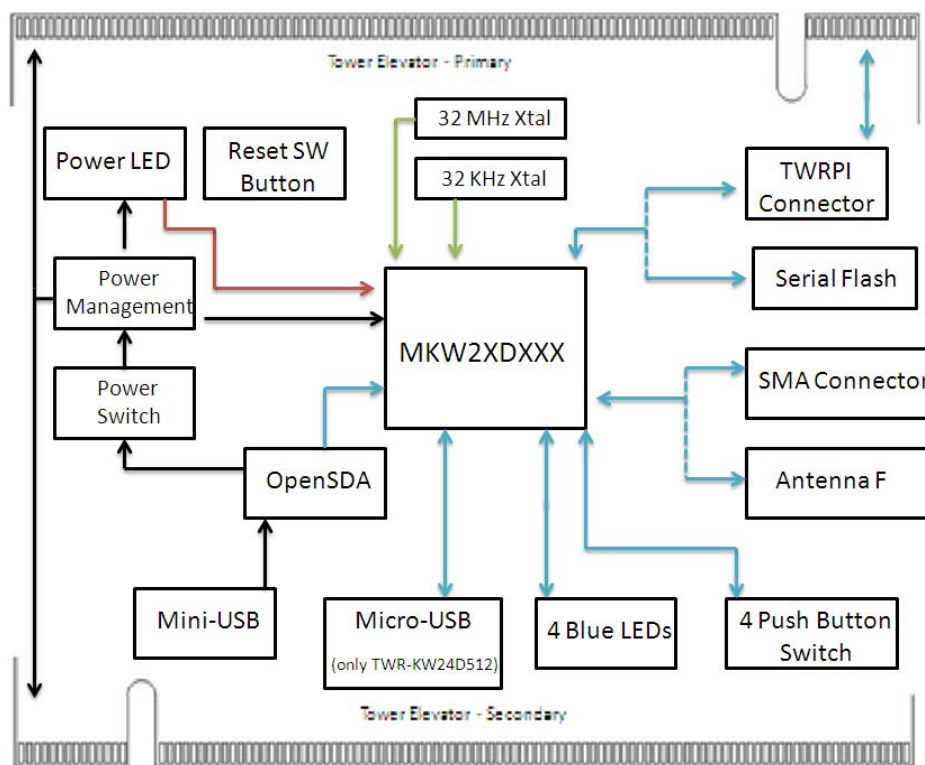 Tower Elevator - Primary
32 MHz Xtal
Power LED
Reset SW
Button
32 KHz Xtal
TWRPI
Connector
Power
Management
Serial Flash
MKW2XDXXX
SMA Connector
Power
Switch
OpenSDA
Antenna F
Mini-USB
Micro-USB
(only TWR-KW24D512)
4 Blue LEDs
4 Push Button
Switch
Tower Elevator - Secondary